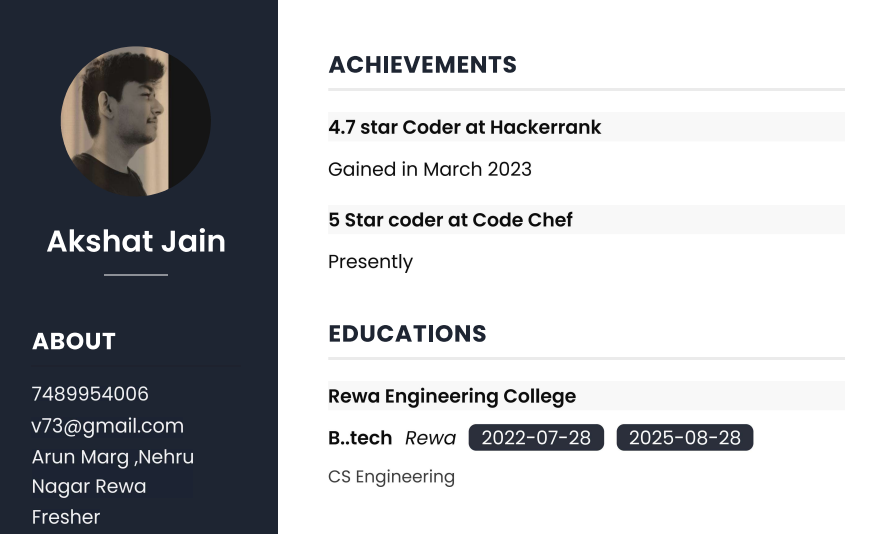 Akshat Jain
ABOUT
7489954006
v73@gmail.com
Arun Marg ,Nehru
Nagar Rewa
Fresher
ACHIEVEMENTS
4.7 star Coder at Hackerrank
Gained in March 2023
5 Star coder at Code Chef
Presently
EDUCATIONS
Rewa Engineering College
B..tech Rewa 2022-07-28 2025-08-28
CS Engineering